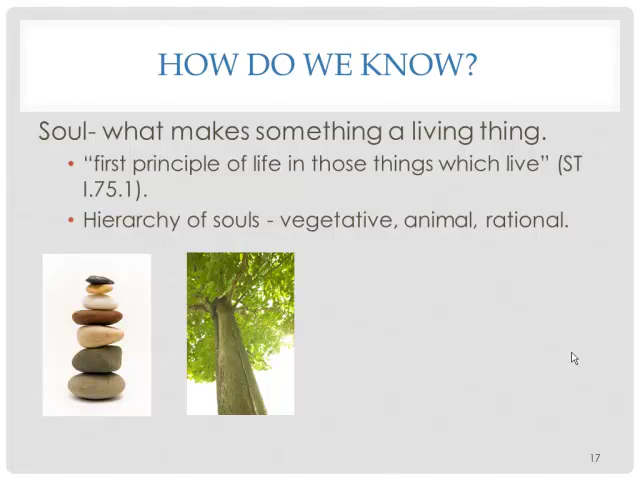 HOW DO WE KNOW?
Soul- what makes something a living thing.
• “first principle of life in those things which live” (ST
I.75.1).
• Hierarchy of souls - vegetative, animal, rational.
17